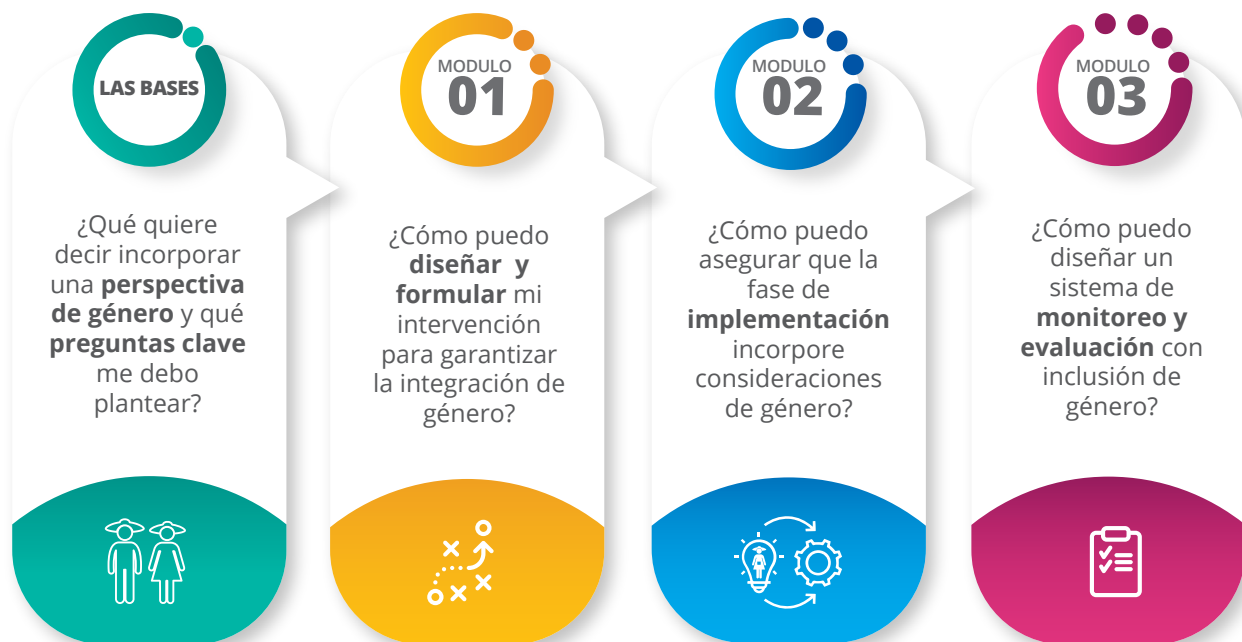 LAS BASES
¿Qué quiere
decir incorporar
una perspectiva
de género y qué
preguntas clave
me debo
plantear?
MODULO
01
¿Cómo puedo
diseñar y
formular mi
intervención
para garantizar
la integración de
género?
MODULO
02
¿Cómo puedo
asegurar que la
fase de
implementación
incorpore
consideraciones
de género?
MODULO
03
¿Cómo puedo
diseñar un
sistema de
monitoreo y
evaluación con
inclusión de
género?